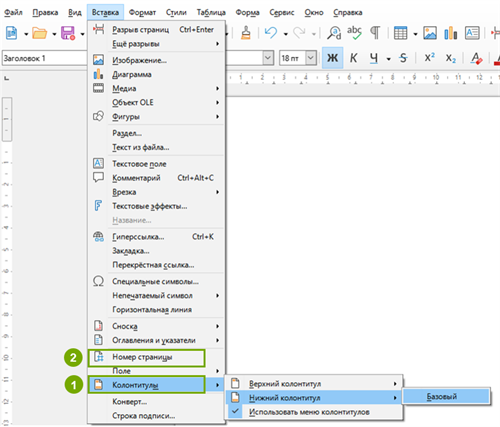 Файл Правка Вид Вставка Формат Стили Таблица Форма Сервис Окно Справка
Заголовок 1 18 пт Ж К Ч S X² X₂ A
Разрыв страниц Ctrl+Enter
Ещё разрывы
Изображение...
Диаграмма
Медиа
Объект OLE
Фигуры
Раздел...
Текст из файла...
Текстовое поле
Комментарий Ctrl+Alt+C
Врезка
Текстовые эффекты...
Название...
Гиперссылка... Ctrl+K
Закладка...
Перекрёстная ссылка...
Специальные символы...
Непечатаемый символ
Горизонтальная линия
Сноска
Оглавления и указатели
2 Номер страницы
Поле
1 Колонтитулы
Верхний колонтитул
Нижний колонтитул
Базовый
Использовать меню колонтитулов
Конверт...
Строка подписи...